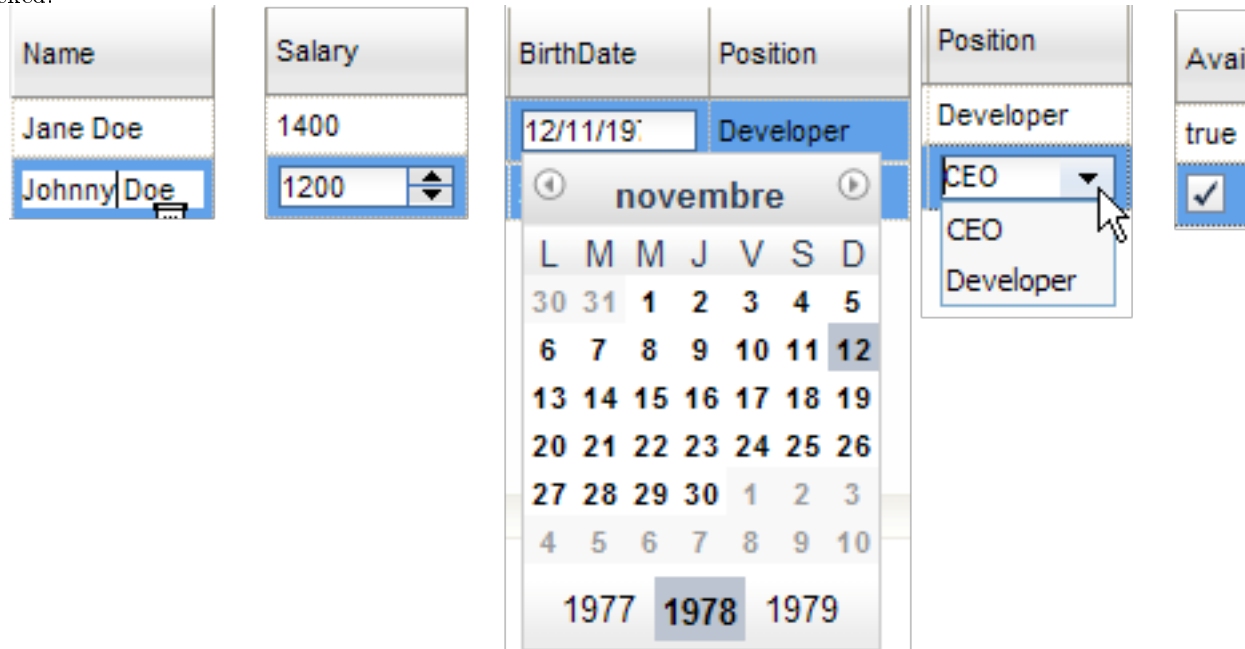 Name
Jane Doe
Johnny Doe
Salary
1400
1200
BirthDate Position
12/11/197 Developer
novembre
L M M J V S D
30 31 1 2 3 4 5
6 7 8 9 10 11 12
13 14 15 16 17 18 19
20 21 22 23 24 25 26
27 28 29 30 1 2 3
4 5 6 7 8 9 10
1977 1978 1979
Position
Developer
CEO
CEO
Developer
Avai
true